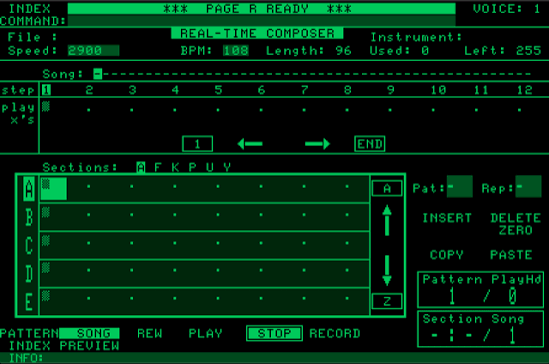 INDEX *** PAGE R READY *** VOICE: 1
COMMAND:
REAL-TIME COMPOSER
File : Instrument:
Speed: 2900 BPM: 108 Length: 96 Used: 0 Left: 255
Song: -----------------------------------------------------
step 1 2 3 4 5 6 7 8 9 10 11 12
play
x's
1 ← → END
Sections: A F K P U Y
A A Pat:- Rep:-
B INSERT DELETE
ZERO
C
D COPY PASTE
Pattern PlayHd
1 / 0
E Z
Section Song
- : - / 1
PATTERN SONG REW PLAY STOP RECORD
INDEX PREVIEW
INFO: